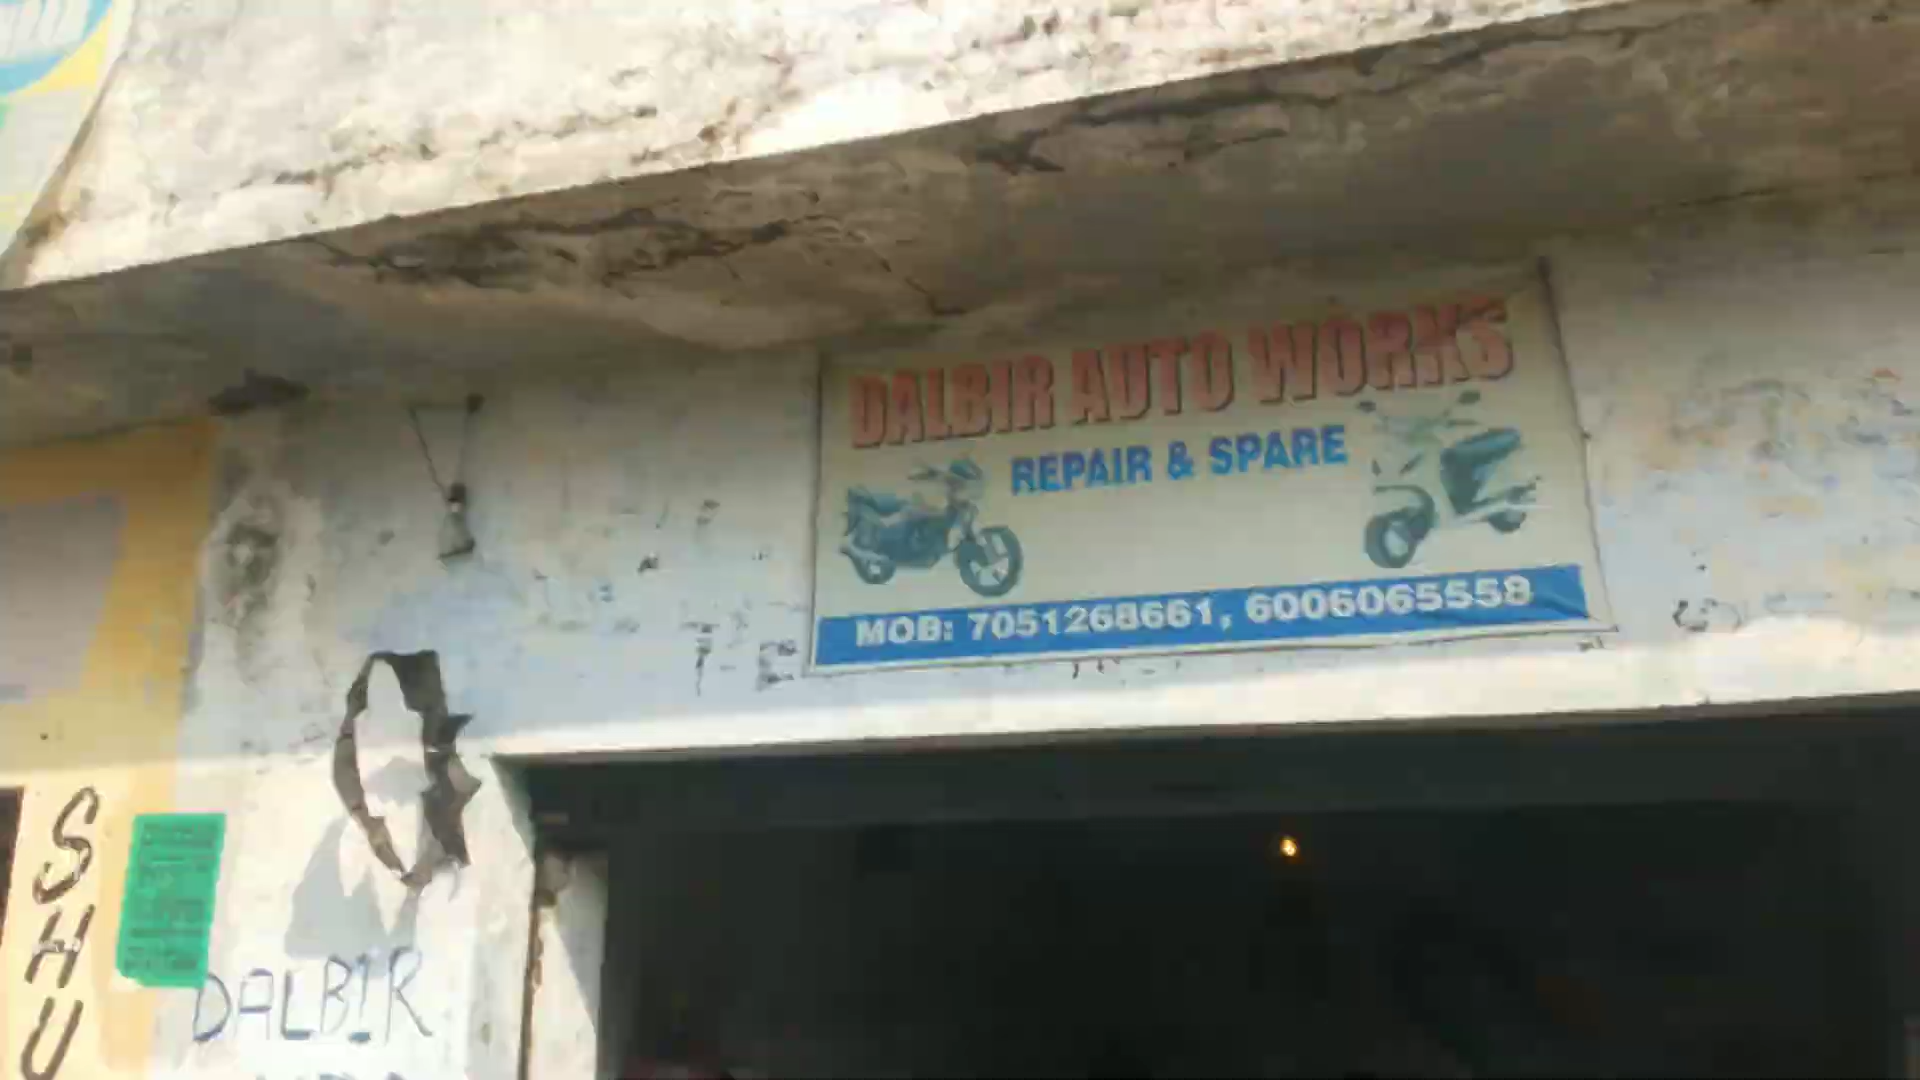 DALBIR AUTO WORKS
REPAIR & SPARE
MOB: 7051268661, 6006065558
SHU
DALBIR